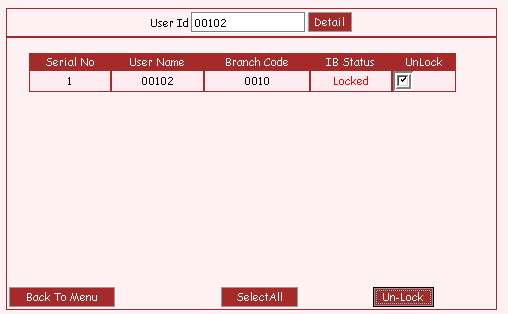 User Id 00102 Detail
Serial No User Name Branch Code IB Status UnLock
1 00102 0010 Locked
Back To Menu SelectAll Un-Lock